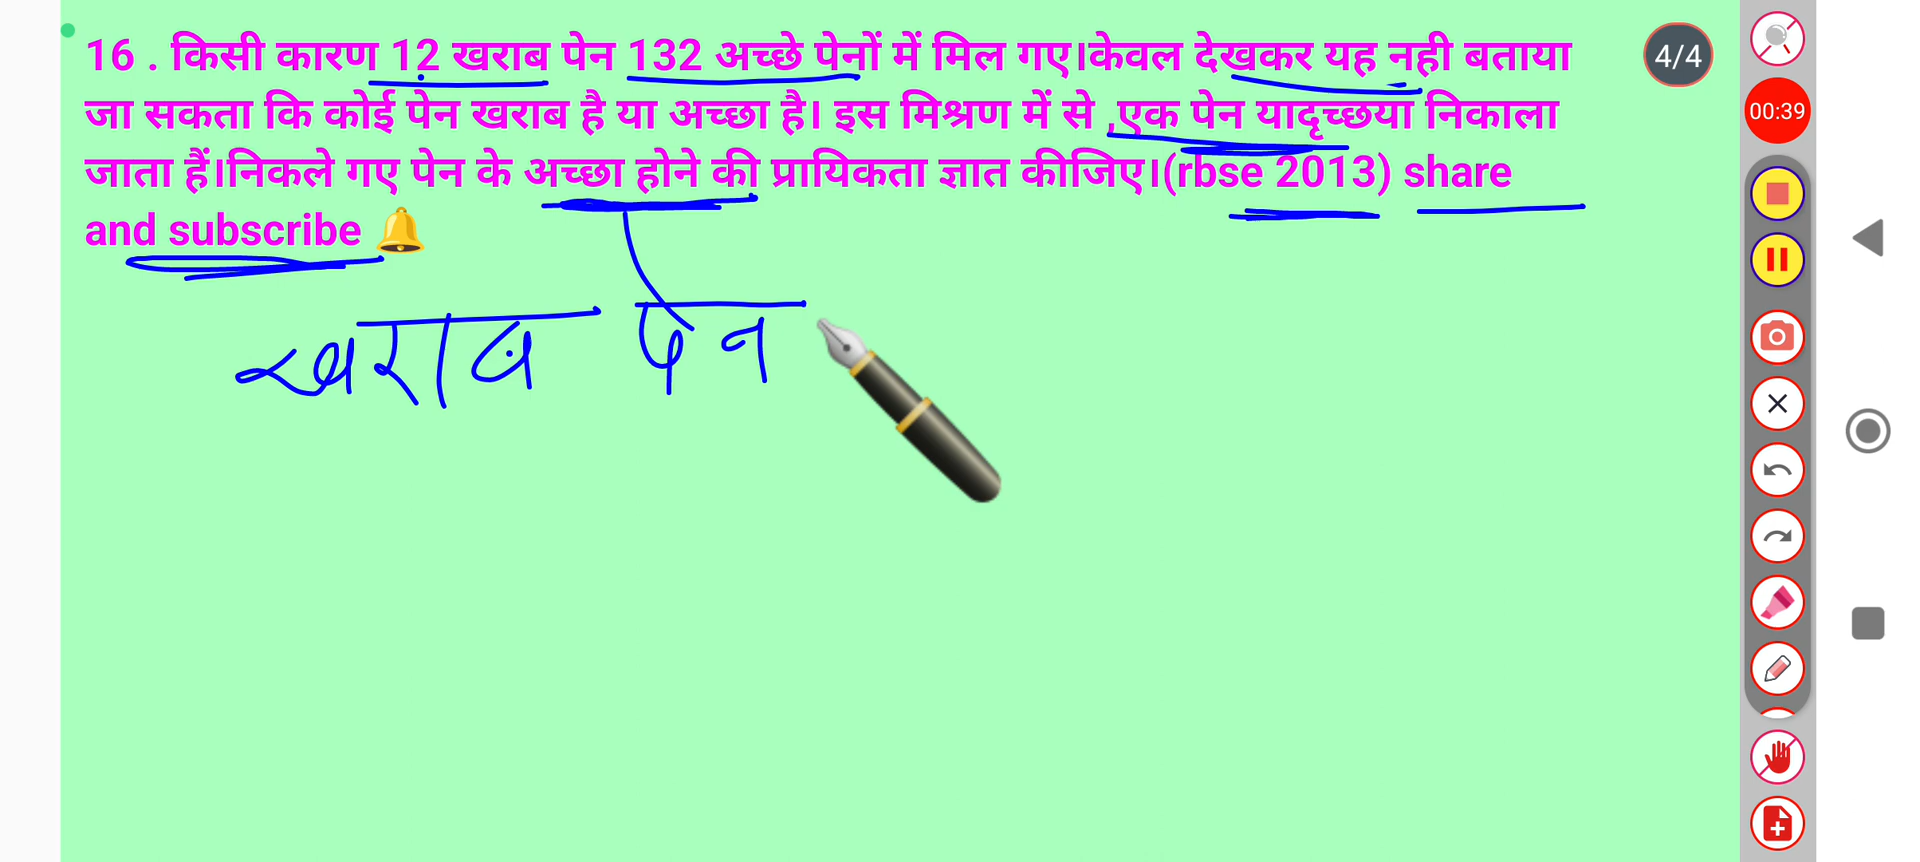 16 . किसी कारण 12 खराब पेन 132 अच्छे पेनों में मिल गए।केवल देखकर यह नही बताया
4/4
00:39
जा सकता कि कोई पेन खराब है या अच्छा है। इस मिश्रण में से ,एक पेन यादृच्छया निकाला
जाता हैं।निकले गए पेन के अच्छा होने की प्रायिकता ज्ञात कीजिए।(rbse 2013) share
and subscribe 🔔
खराब पेन